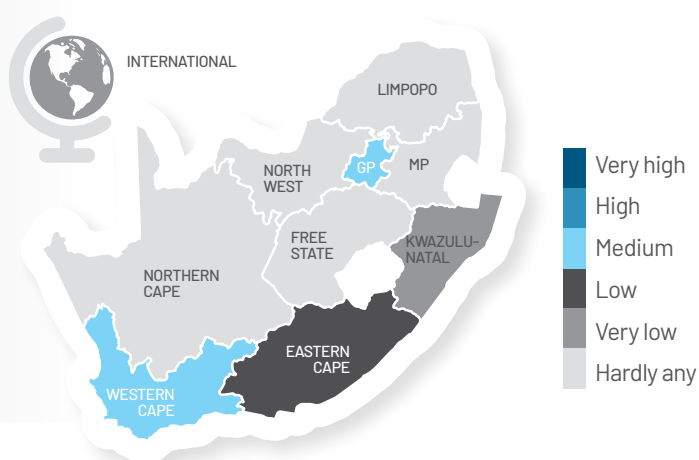 INTERNATIONAL
LIMPOPO
NORTH
WEST
GP
MP
FREE
STATE
KWAZULU-
NATAL
NORTHERN
CAPE
EASTERN
CAPE
WESTERN
CAPE
Very high
High
Medium
Low
Very low
Hardly any